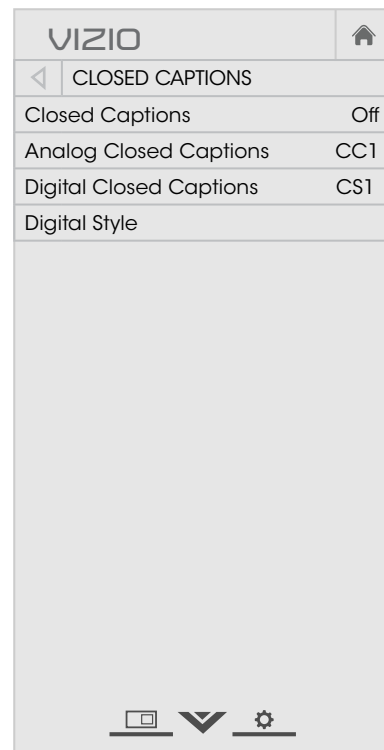 VIZIO
CLOSED CAPTIONS
Closed Captions Off
Analog Closed Captions CC1
Digital Closed Captions CS1
Digital Style